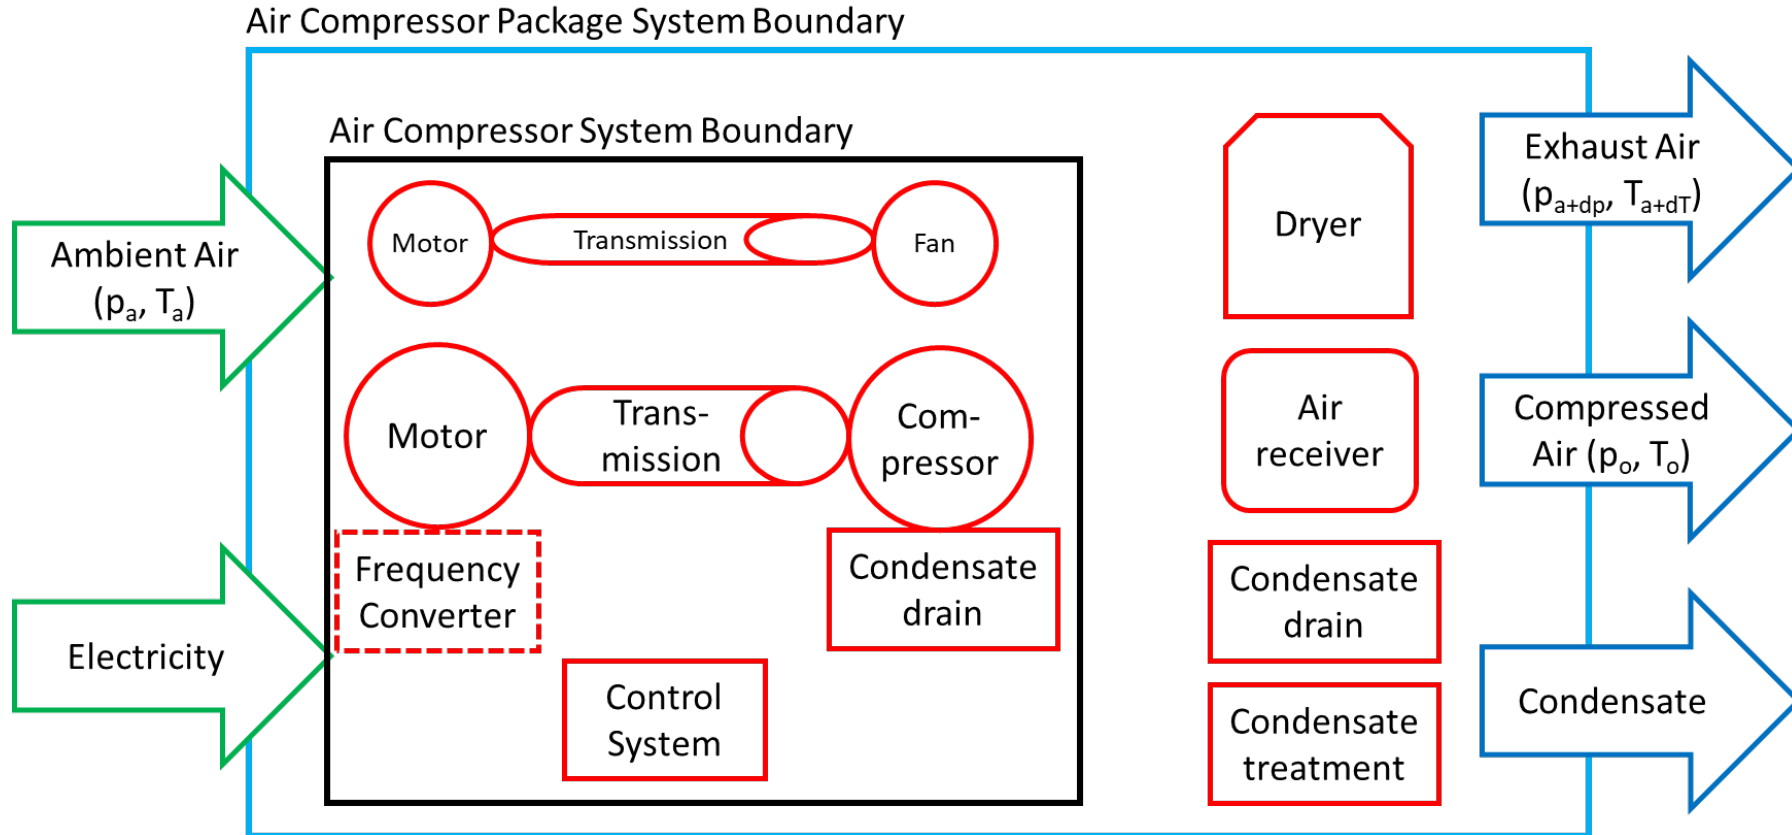 Air Compressor Package System Boundary
Air Compressor System Boundary
Ambient Air
(pa, Ta)
Electricity
Motor
Transmission
Fan
Motor
Trans-
mission
Com-
pressor
Frequency
Converter
Condensate
drain
Control
System
Dryer
Air
receiver
Condensate
drain
Condensate
treatment
Exhaust Air
(pa+dp, Ta+dT)
Compressed
Air (po, To)
Condensate